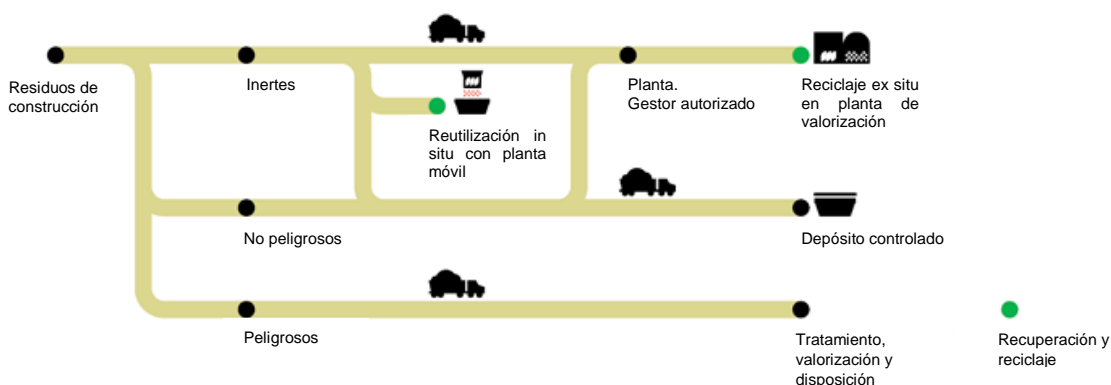 Residuos de
construcción
Inertes
Planta.
Gestor autorizado
Reciclaje ex situ
en planta de
valorización
Reutilización in
situ con planta
móvil
No peligrosos
Depósito controlado
Peligrosos
Tratamiento,
valorización y
disposición
Recuperación y
reciclaje